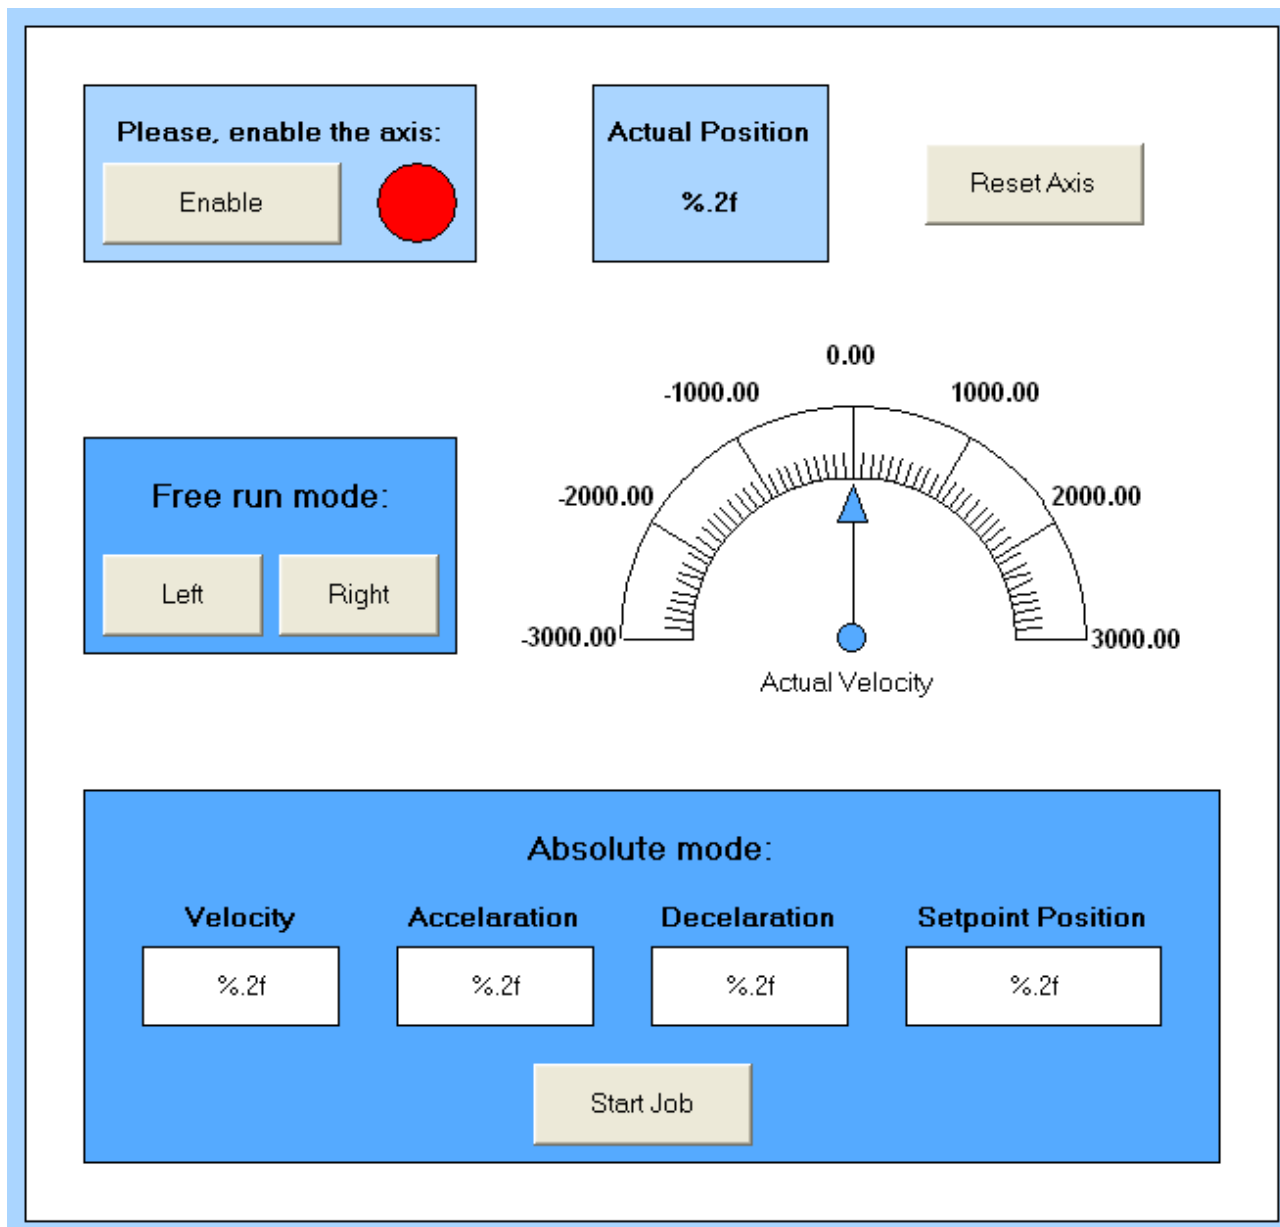 Please, enable the axis:
Enable
Actual Position
%.2f
Reset Axis
0.00
-1000.00
1000.00
-2000.00
2000.00
-3000.00
3000.00
Actual Velocity
Free run mode:
Left Right
Absolute mode:
Velocity Accelaration Decelaration Setpoint Position
%.2f %.2f %.2f %.2f
Start Job